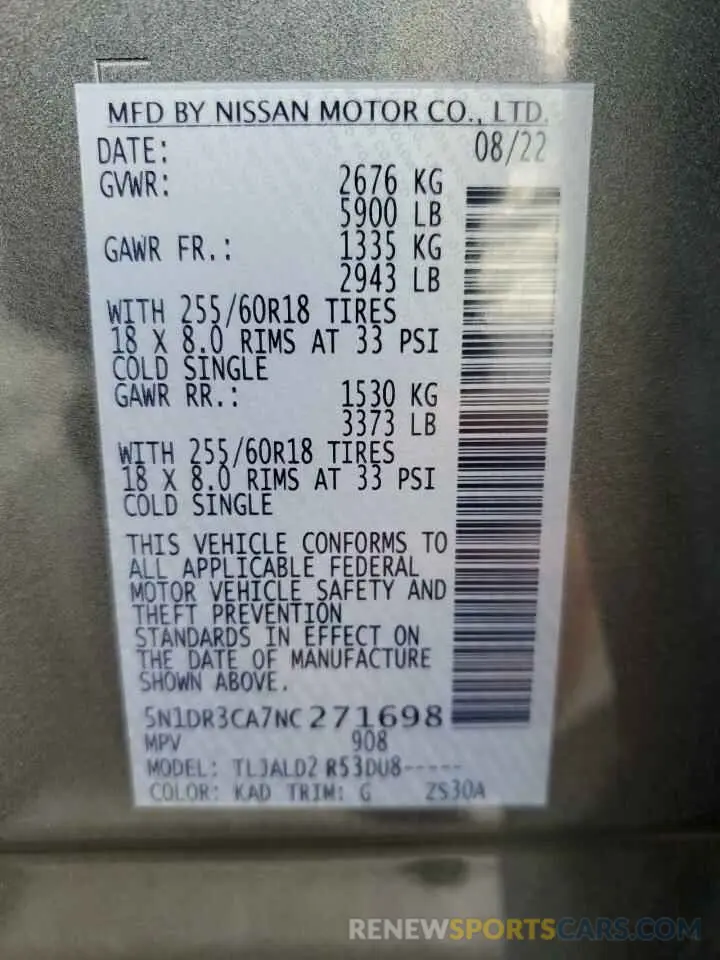 MFD BY NISSAN MOTOR CO., LTD.
DATE: 08/22
GVWR: 2676 KG
5900 LB
GAWR FR.: 1335 KG
2943 LB
WITH 255/60R18 TIRES
18 X 8.0 RIMS AT 33 PSI
COLD SINGLE
GAWR RR.: 1530 KG
3373 LB
WITH 255/60R18 TIRES
18 X 8.0 RIMS AT 33 PSI
COLD SINGLE
THIS VEHICLE CONFORMS TO
ALL APPLICABLE FEDERAL
MOTOR VEHICLE SAFETY AND
THEFT PREVENTION
STANDARDS IN EFFECT ON
THE DATE OF MANUFACTURE
SHOWN ABOVE.
5N1DR3CA7NC271698
MPV 908
MODEL: TLJALD2 R53DU8-----
COLOR: KAD TRIM: G ZS30A
RENEWSPORTSCARS.COM